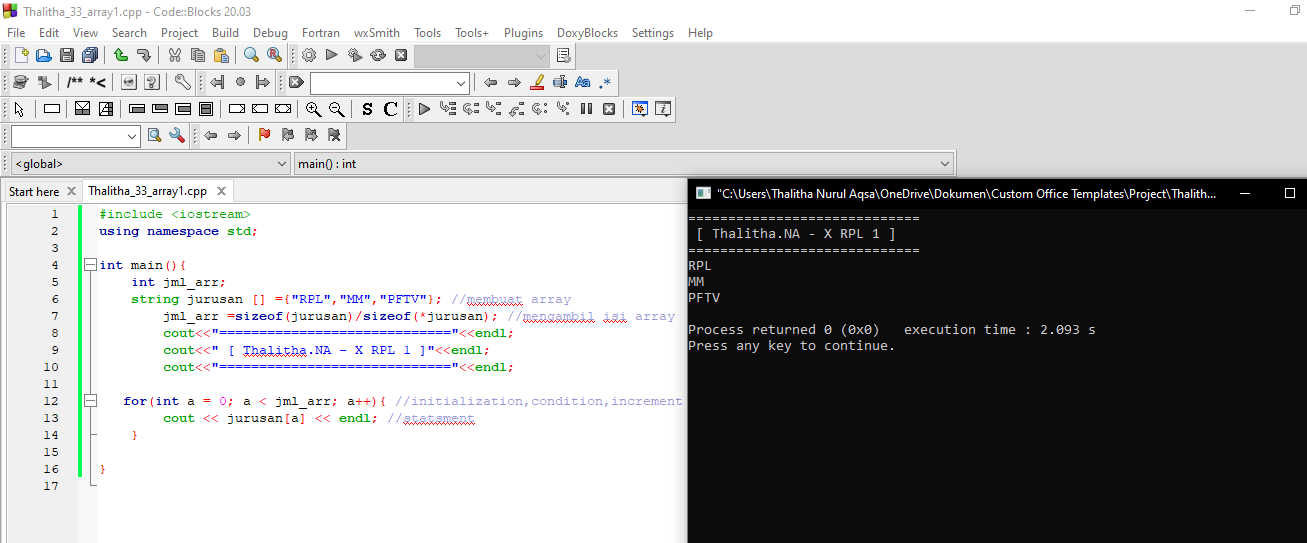 Thalitha_33_array1.cpp - Code::Blocks 20.03
File Edit View Search Project Build Debug Fortran wxSmith Tools Tools+ Plugins DoxyBlocks Settings Help
/** *<
Aa .*
S C
<global> main() : int
Start here Thalitha_33_array1.cpp
1 #include <iostream>
2 using namespace std;
3
4 int main(){
5 int jml_arr;
6 string jurusan [] ={"RPL","MM","PFTV"}; //membuat array
7 jml_arr =sizeof(jurusan)/sizeof(*jurusan); //mengambil isi array
8 cout<<"============================="<<endl;
9 cout<<" [ Thalitha.NA - X RPL 1 ]"<<endl;
10 cout<<"============================="<<endl;
11
12 for(int a = 0; a < jml_arr; a++){ //initialization,condition,increment
13 cout << jurusan[a] << endl; //statsment
14 }
15
16 }
17
"C:\Users\Thalitha Nurul Aqsa\OneDrive\Dokumen\Custom Office Templates\Project\Thalith...
=============================
[ Thalitha.NA - X RPL 1 ]
=============================
RPL
MM
PFTV
Process returned 0 (0x0) execution time : 2.093 s
Press any key to continue.